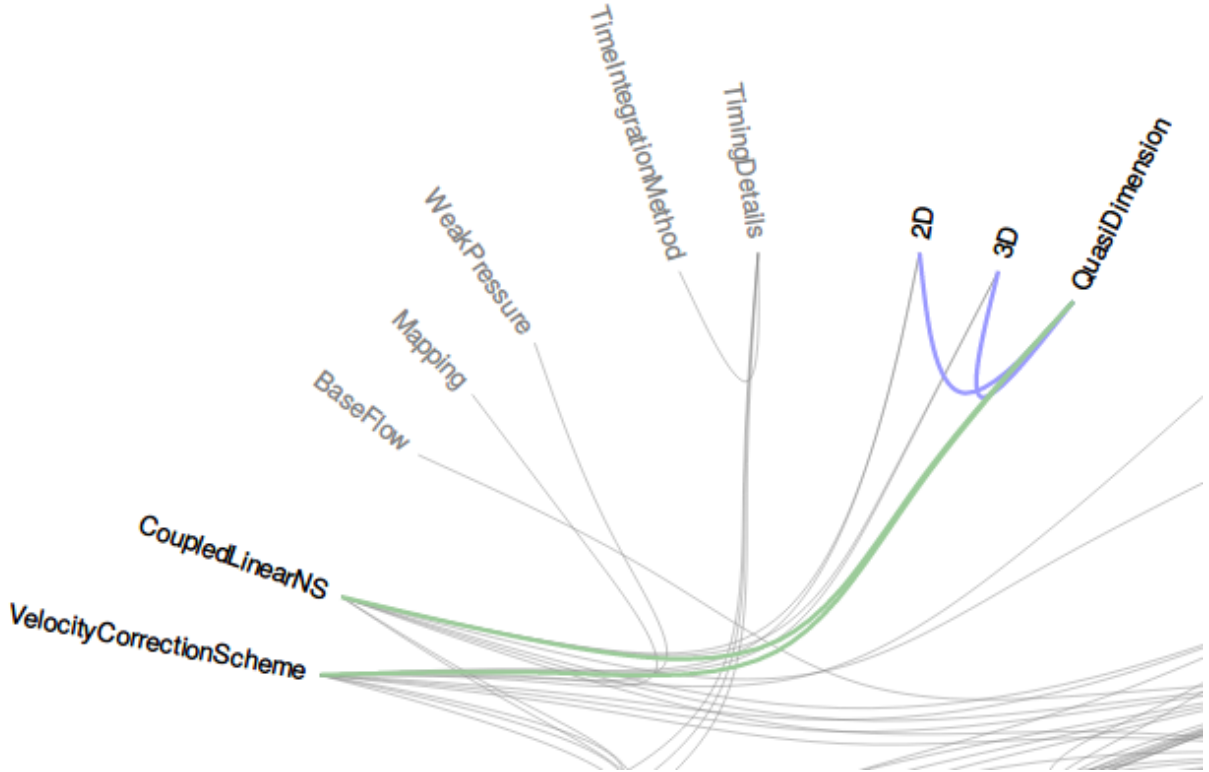 TimeIntegrationMethod
TimingDetails
QuasiDimension
2D
3D
WeakPressure
Mapping
BaseFlow
CoupledLinearNS
VelocityCorrectionScheme